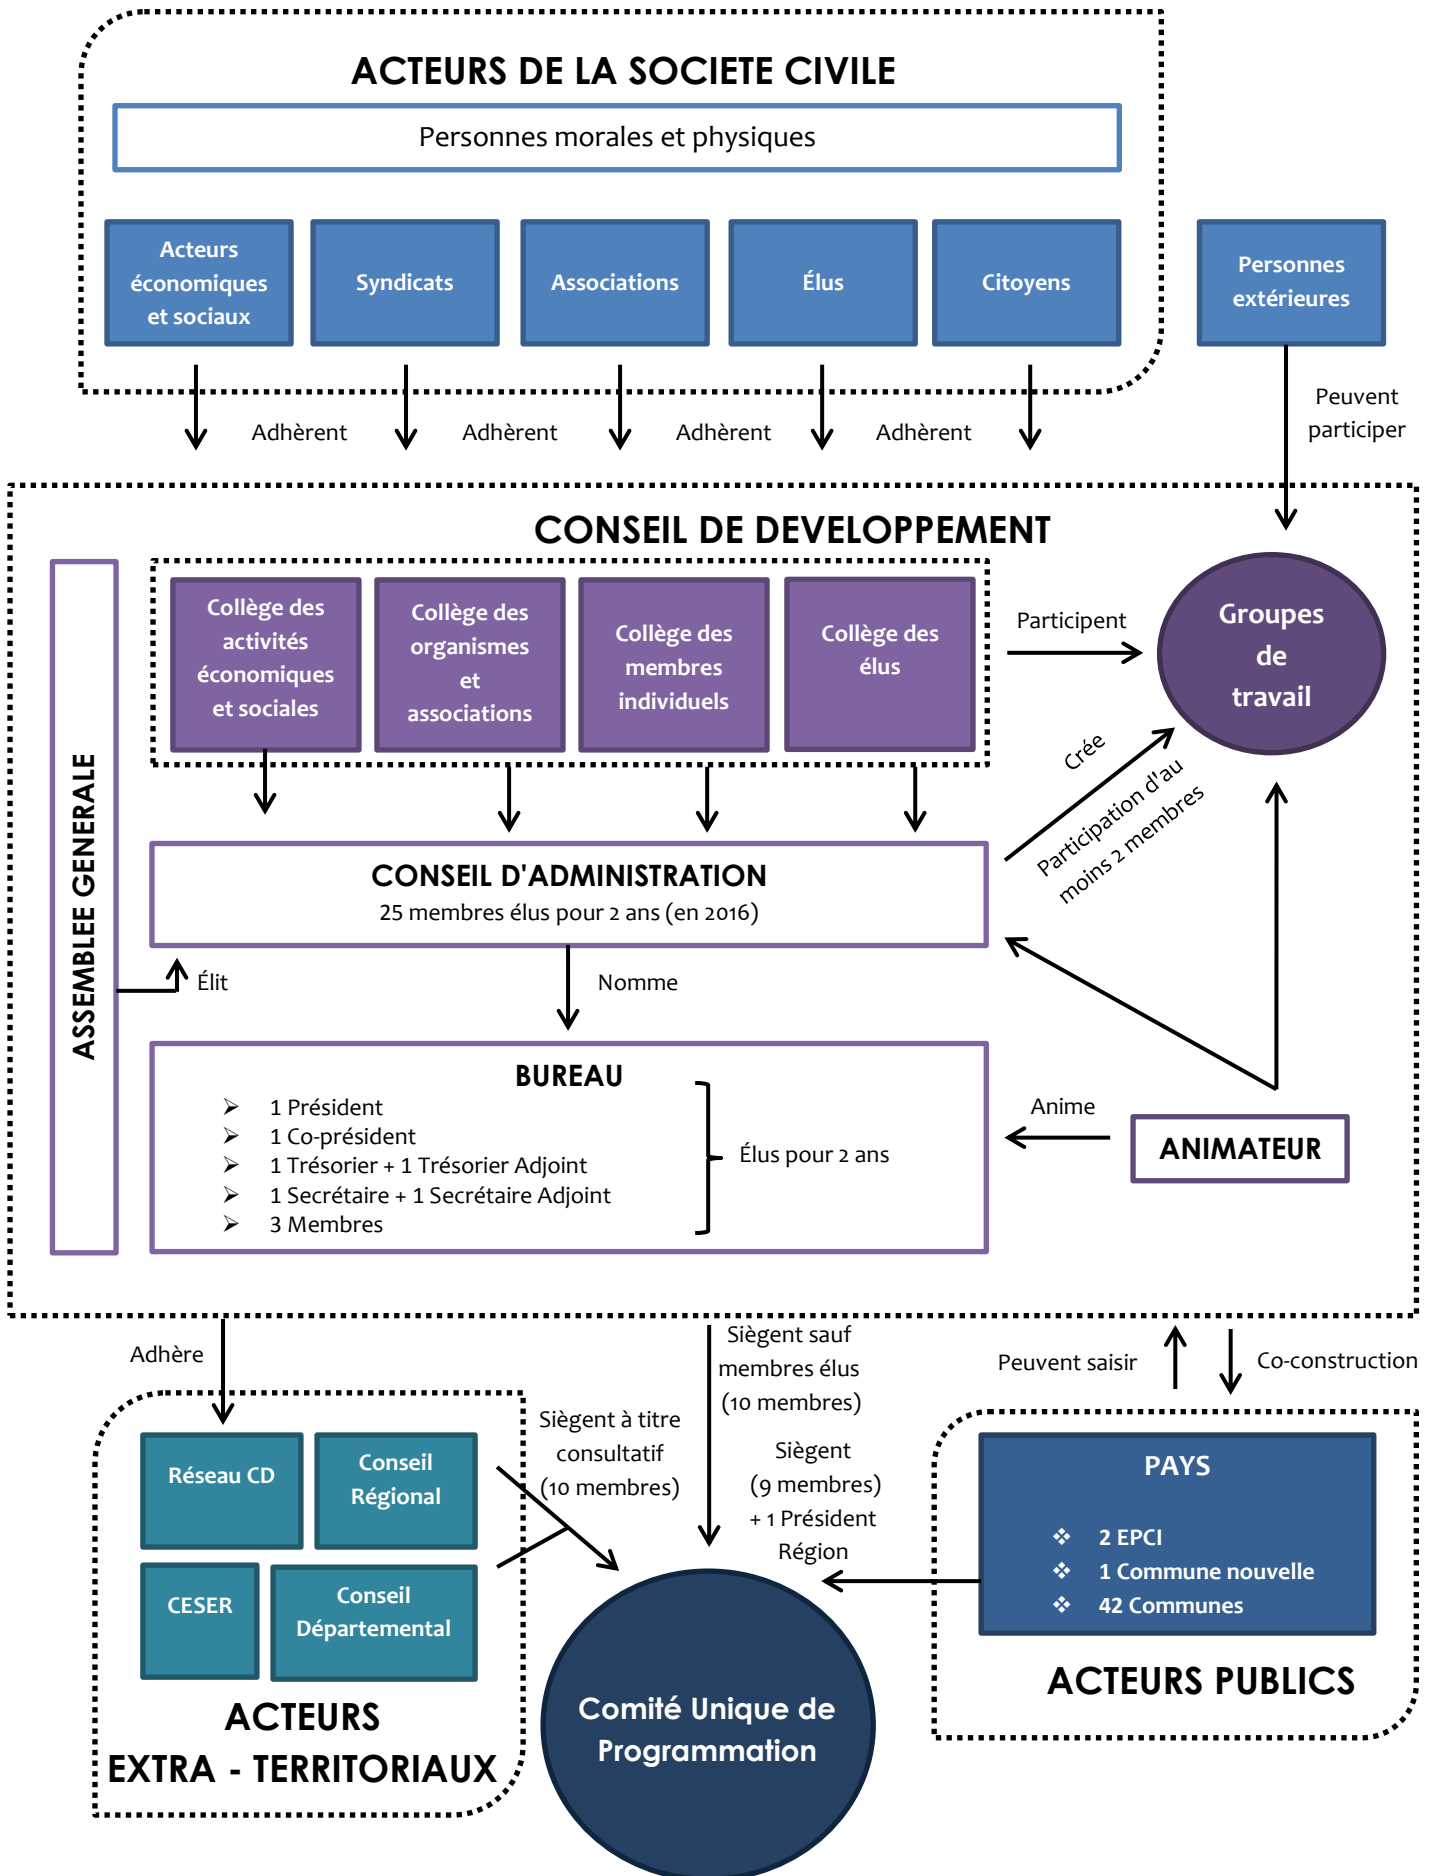 ACTEURS DE LA SOCIETE CIVILE
Personnes morales et physiques
Acteurs
économiques
et sociaux
Syndicats
Associations
Élus
Citoyens
Personnes
extérieures
Adhèrent
Adhèrent
Adhèrent
Adhèrent
Peuvent
participer
CONSEIL DE DEVELOPPEMENT
ASSEMBLEE GENERALE
Collège des
activités
économiques
et sociales
Collège des
organismes
et
associations
Collège des
membres
individuels
Collège des
élus
Participent
Groupes
de
travail
Crée
Participation d'au
moins 2 membres
CONSEIL D'ADMINISTRATION
25 membres élus pour 2 ans (en 2016)
Élit
Nomme
BUREAU
➢ 1 Président
➢ 1 Co-président
➢ 1 Trésorier + 1 Trésorier Adjoint
➢ 1 Secrétaire + 1 Secrétaire Adjoint
➢ 3 Membres
Élus pour 2 ans
Anime
ANIMATEUR
Adhère
Siègent sauf
membres élus
(10 membres)
Peuvent saisir
Co-construction
Réseau CD
Conseil
Régional
CESER
Conseil
Départemental
ACTEURS
EXTRA - TERRITORIAUX
Siègent à titre
consultatif
(10 membres)
Siègent
(9 membres)
+ 1 Président
Région
Comité Unique de
Programmation
PAYS
❖ 2 EPCI
❖ 1 Commune nouvelle
❖ 42 Communes
ACTEURS PUBLICS